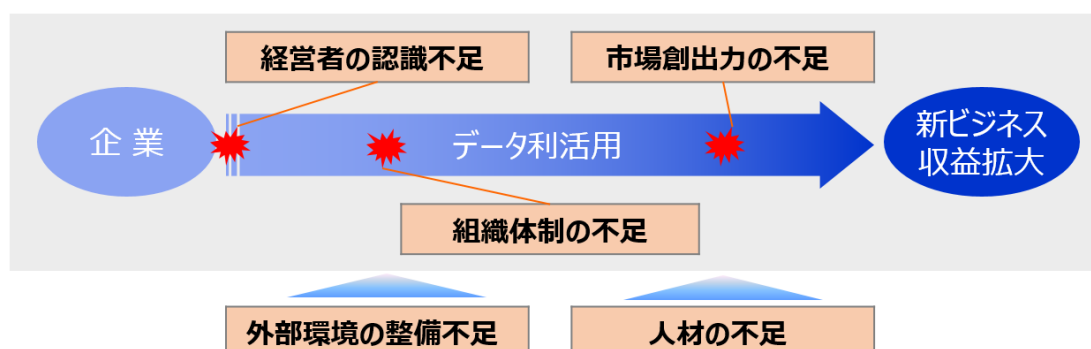 経営者の認識不足
市場創出力の不足
企 業
データ利活用
新ビジネス
収益拡大
組織体制の不足
外部環境の整備不足
人材の不足